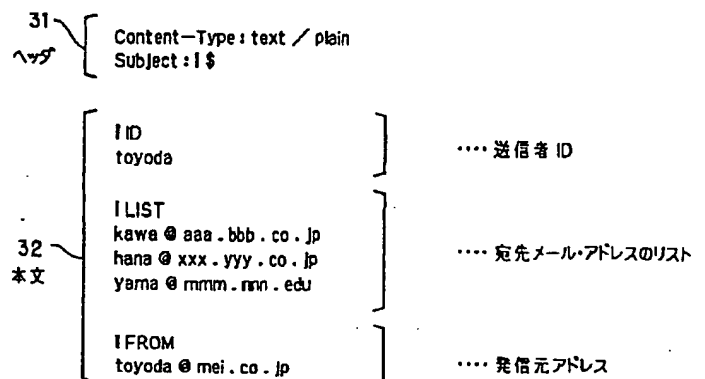 31
ヘッダ
Content-Type: text / plain
Subject: ! $
! ID
toyoda
‥‥ 送信者 ID
! LIST
kawa @ aaa . bbb . co . jp
hana @ xxx . yyy . co . jp
yama @ mmm . nnn . edu
‥‥ 宛先メール・アドレスのリスト
32
本文
! FROM
toyoda @ mei . co . jp
‥‥ 発信元アドレス